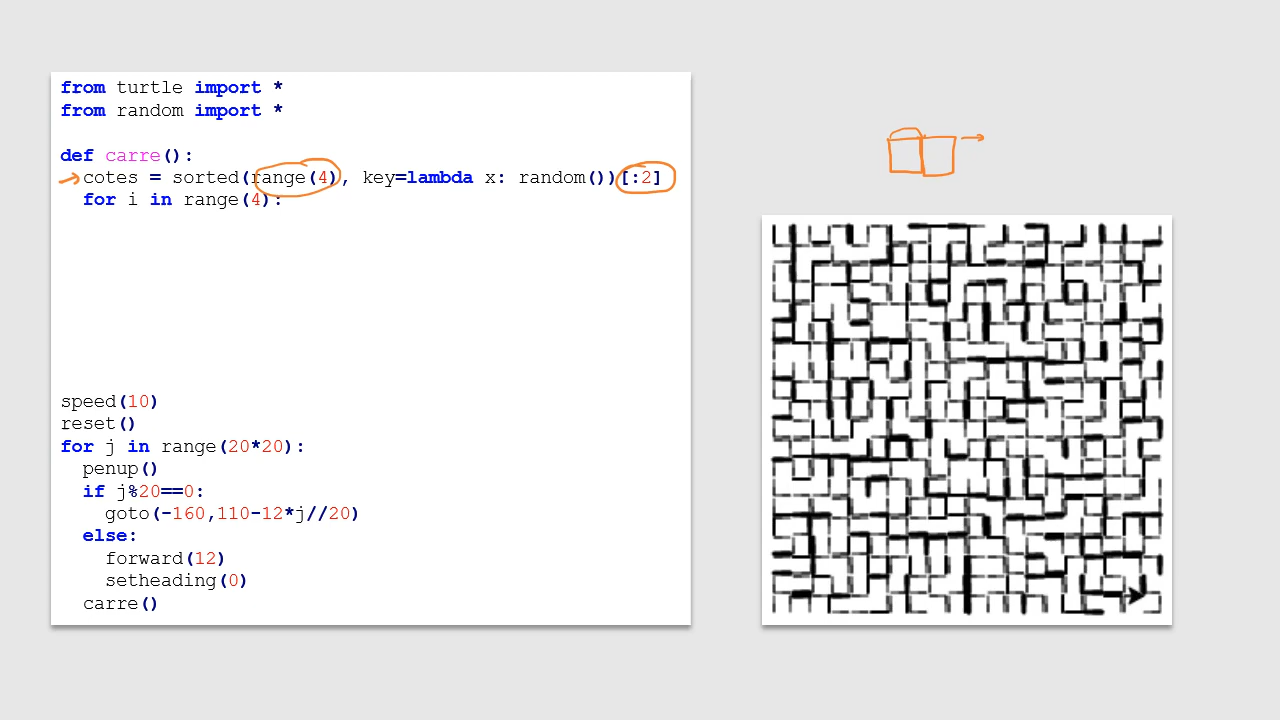 from turtle import *
from random import *
def carre():
cotes = sorted(range(4), key=lambda x: random())[:2]
for i in range(4):
speed(10)
reset()
for j in range(20*20):
penup()
if j%20==0:
goto(-160,110-12*j//20)
else:
forward(12)
setheading(0)
carre()